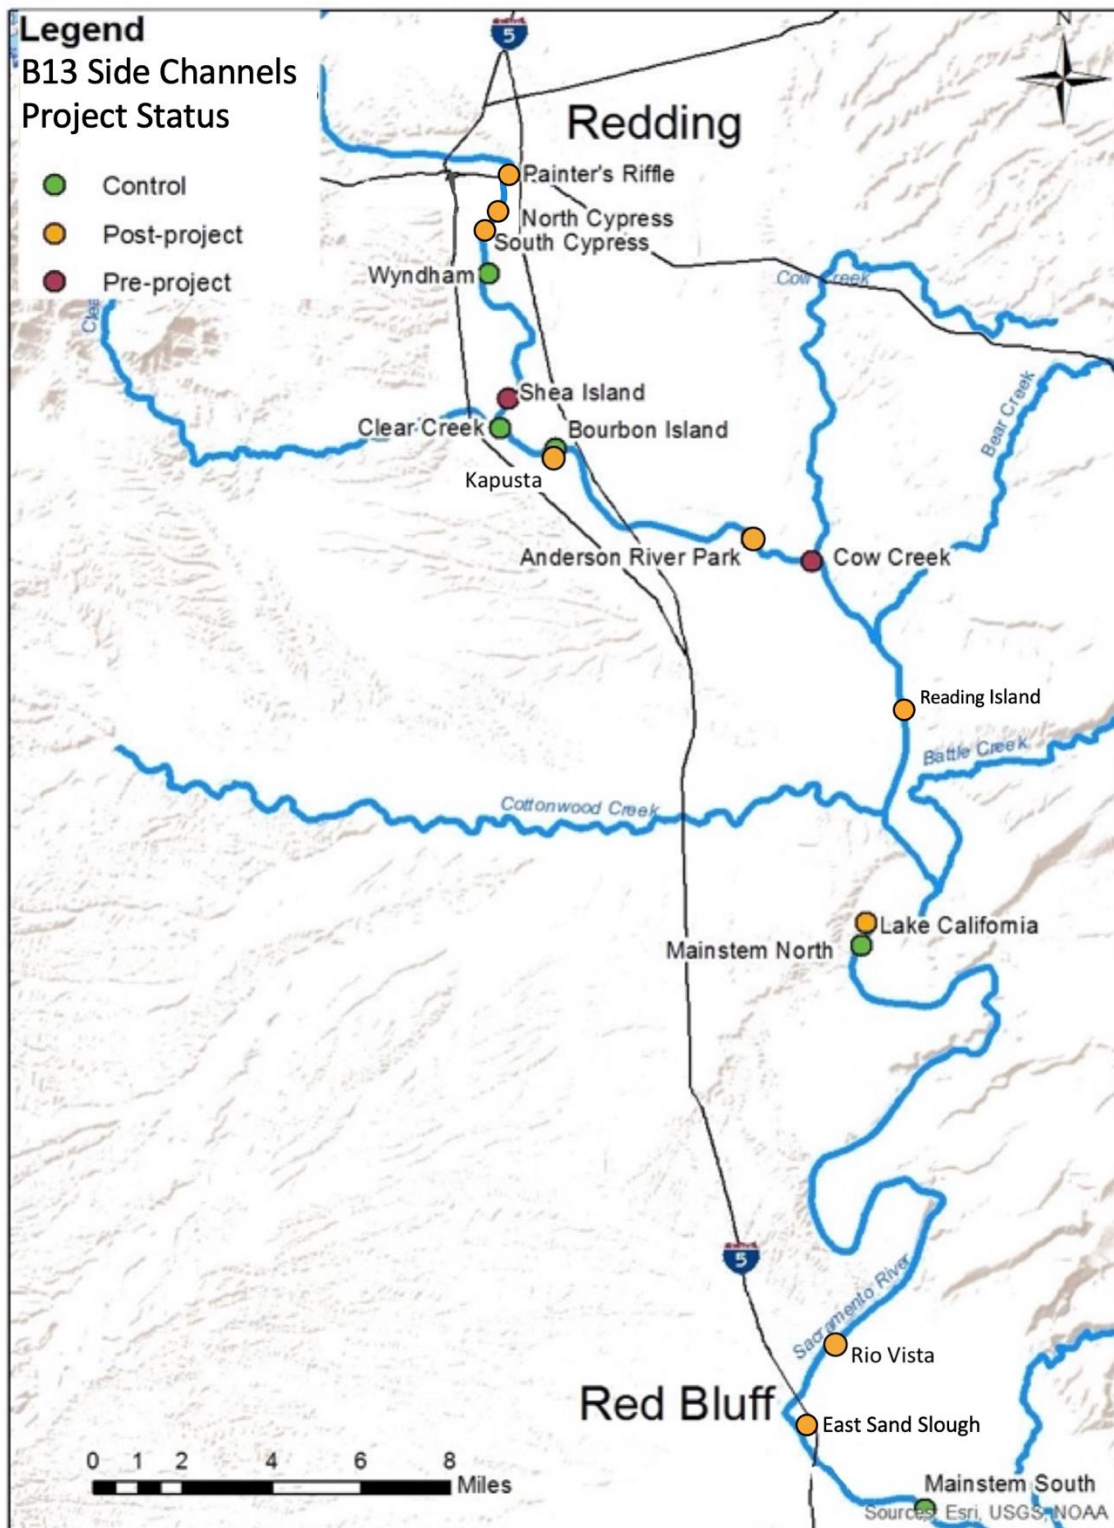 Legend
B13 Side Channels
Project Status
Control
Post-project
Pre-project
5
N
Redding
Painter's Riffle
North Cypress
South Cypress
Wyndham
Cow Creek
Clea
Shea Island
Clear Creek
Bourbon Island
Kapusta
Bear Creek
Anderson River Park
Cow Creek
Reading Island
Battle Creek
Cottonwood Creek
Lake California
Mainstem North
5
Sacramento River
Rio Vista
Red Bluff
East Sand Slough
0 1 2 4 6 8
Miles
Mainstem South
Sources: Esri, USGS, NOAA